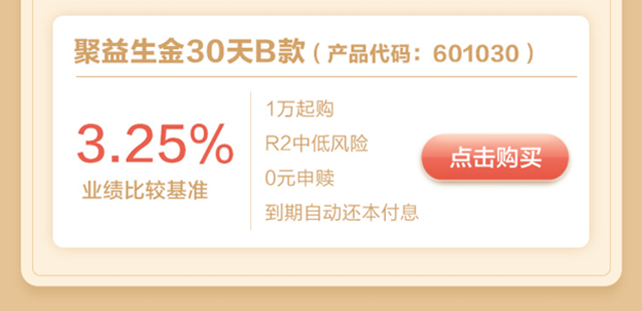 聚益生金30天B款（产品代码：601030）
3.25%
业绩比较基准
1万起购
R2中低风险
0元申赎
到期自动还本付息
点击购买